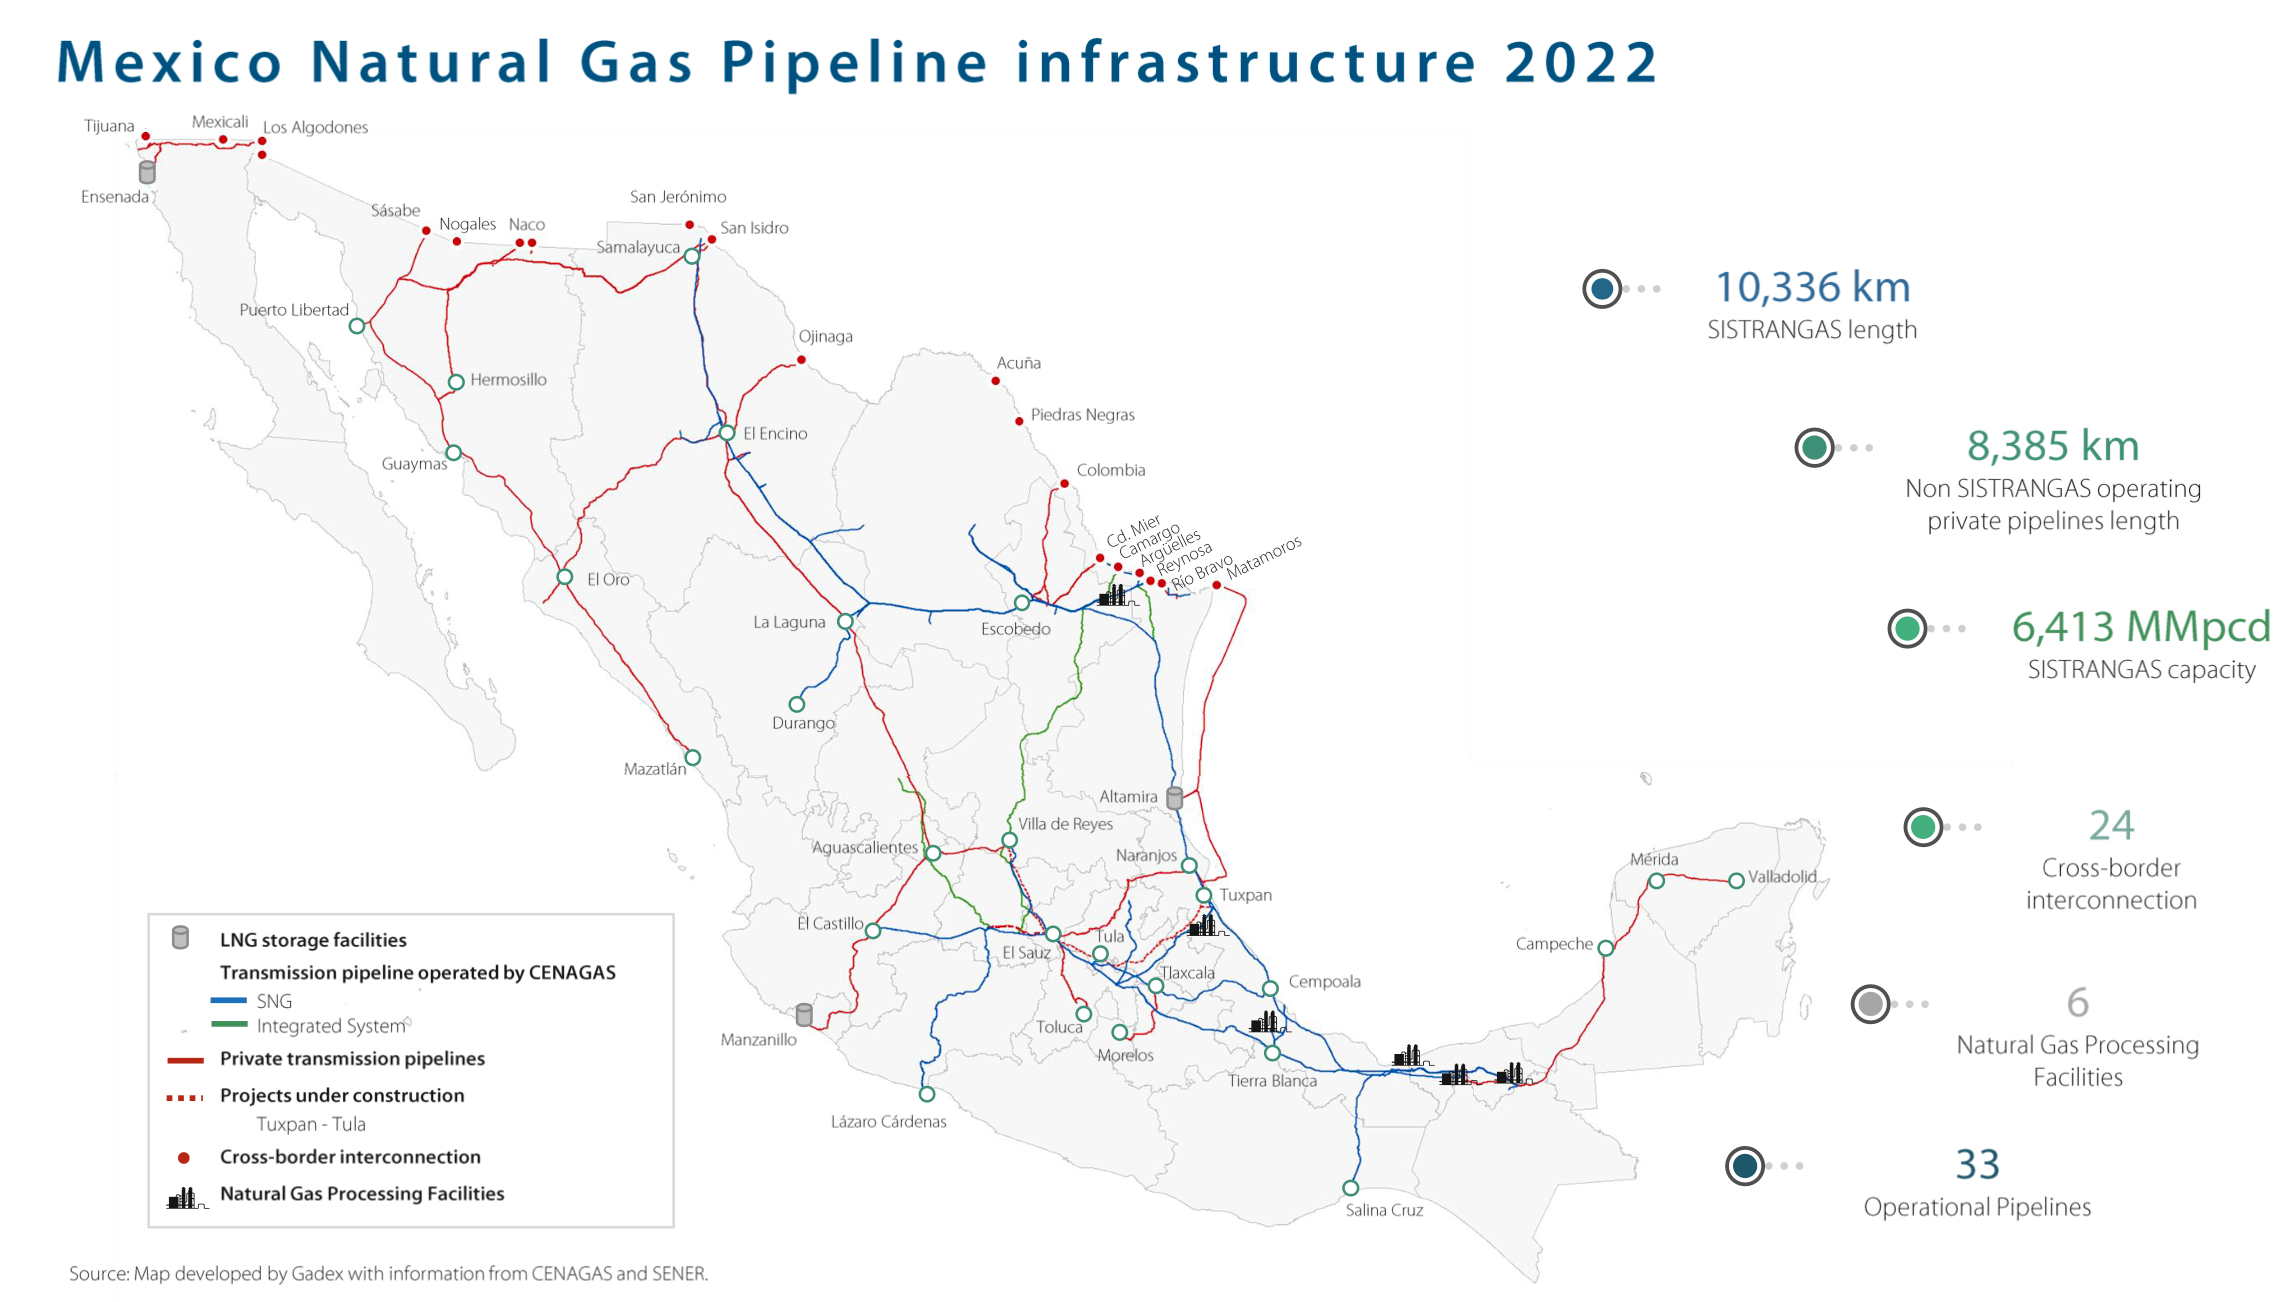 Mexico Natural Gas Pipeline infrastructure 2022
Tijuana
Mexicali
Los Algodones
Ensenada
Sásabe
Nogales
Naco
San Jerónimo
San Isidro
Samalayuca
Puerto Libertad
Ojinaga
Hermosillo
Acuña
Piedras Negras
El Encino
Guaymas
Colombia
Cd. Mier
Camargo
Argüelles
Reynosa
Río Bravo
Matamoros
El Oro
La Laguna
Escobedo
Durango
Mazatlán
Altamira
Villa de Reyes
Aguascalientes
Naranjos
Tuxpan
El Castillo
El Sauz
Tula
Tlaxcala
Cempoala
Toluca
Morelos
Manzanillo
Tierra Blanca
Lázaro Cárdenas
Salina Cruz
Mérida
Valladolid
Campeche
10,336 km
SISTRANGAS length
8,385 km
Non SISTRANGAS operating
private pipelines length
6,413 MMpcd
SISTRANGAS capacity
24
Cross-border
interconnection
6
Natural Gas Processing
Facilities
33
Operational Pipelines
LNG storage facilities
Transmission pipeline operated by CENAGAS
SNG
Integrated System
Private transmission pipelines
Projects under construction
Tuxpan - Tula
Cross-border interconnection
Natural Gas Processing Facilities
Source: Map developed by Gadex with information from CENAGAS and SENER.